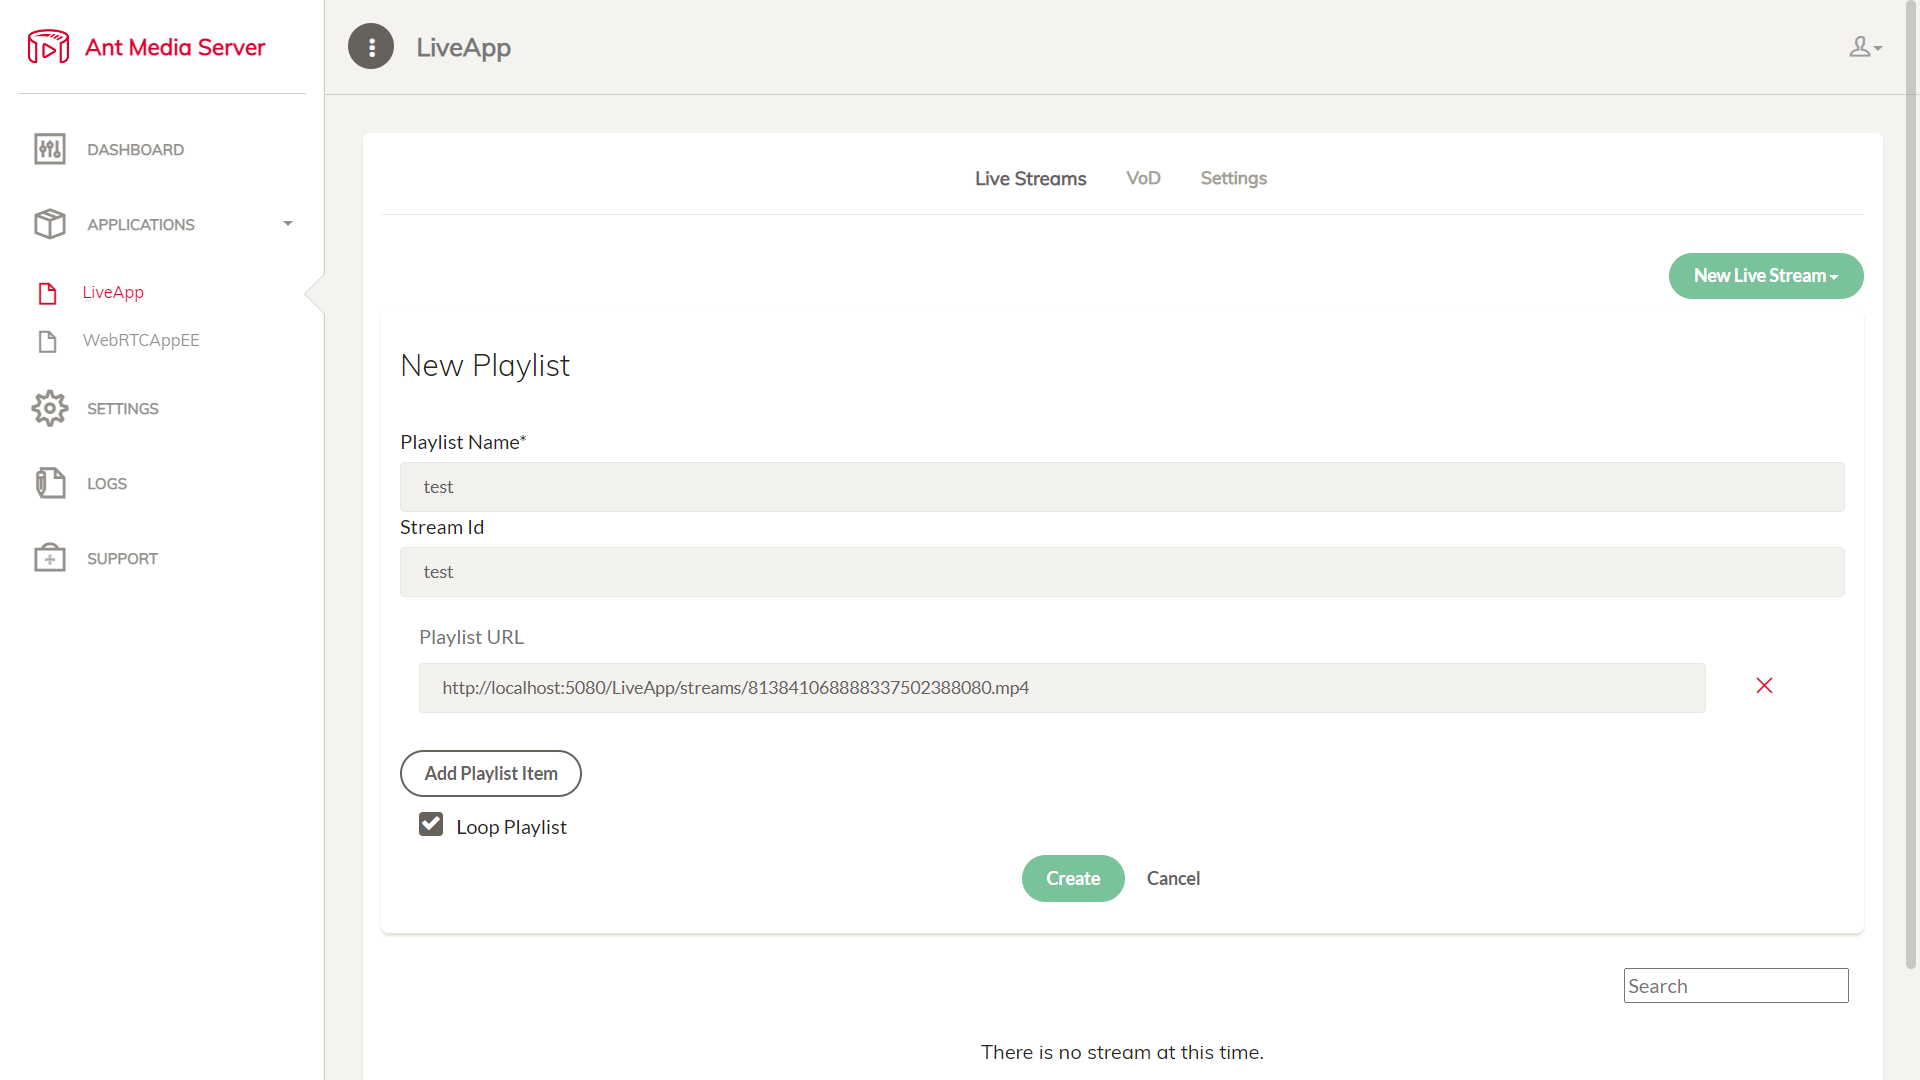 Ant Media Server
LiveApp
DASHBOARD
APPLICATIONS
LiveApp
WebRTCAppEE
SETTINGS
LOGS
SUPPORT
Live Streams VoD Settings
New Live Stream
New Playlist
Playlist Name*
test
Stream Id
test
Playlist URL
http://localhost:5080/LiveApp/streams/813841068888337502388080.mp4
Add Playlist Item
Loop Playlist
Create Cancel
Search
There is no stream at this time.